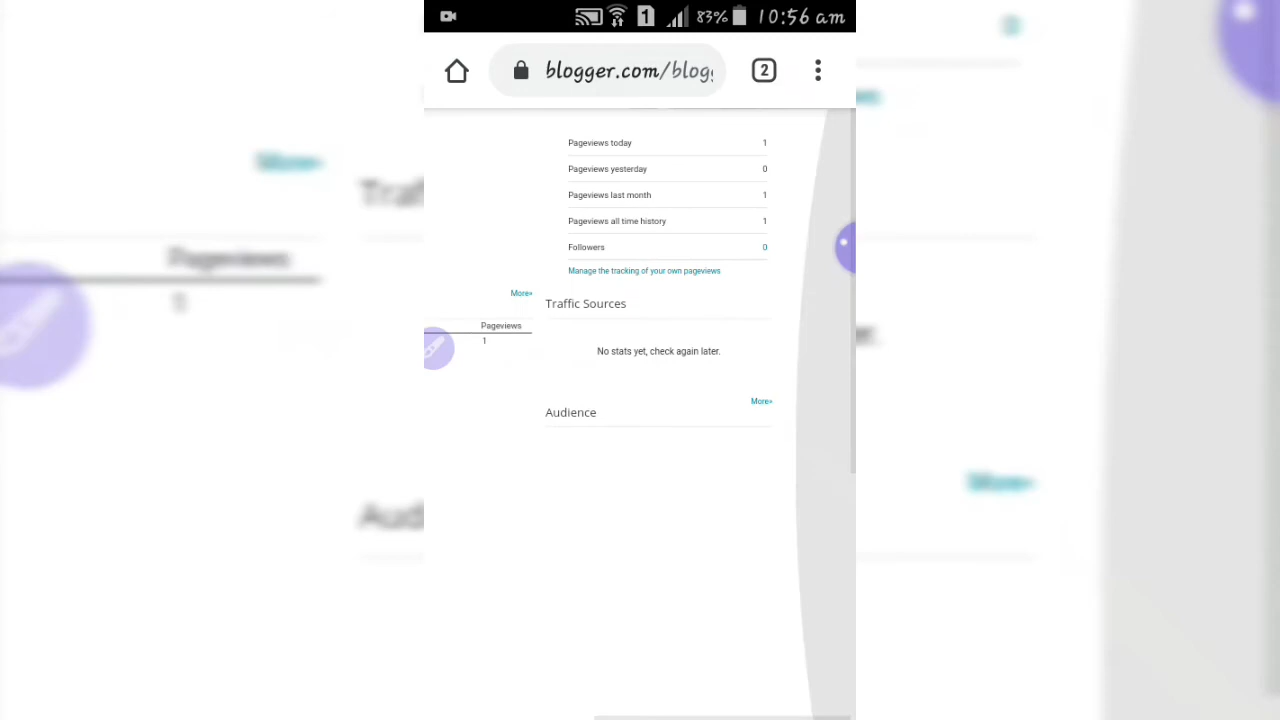 1 83% 10:56 am
blogger.com/blog
2
Pageviews today 1
Pageviews yesterday 0
Pageviews last month 1
Pageviews all time history 1
Followers 0
Manage the tracking of your own pageviews
More»
Traffic Sources
Pageviews
1
No stats yet, check again later.
More»
Audience